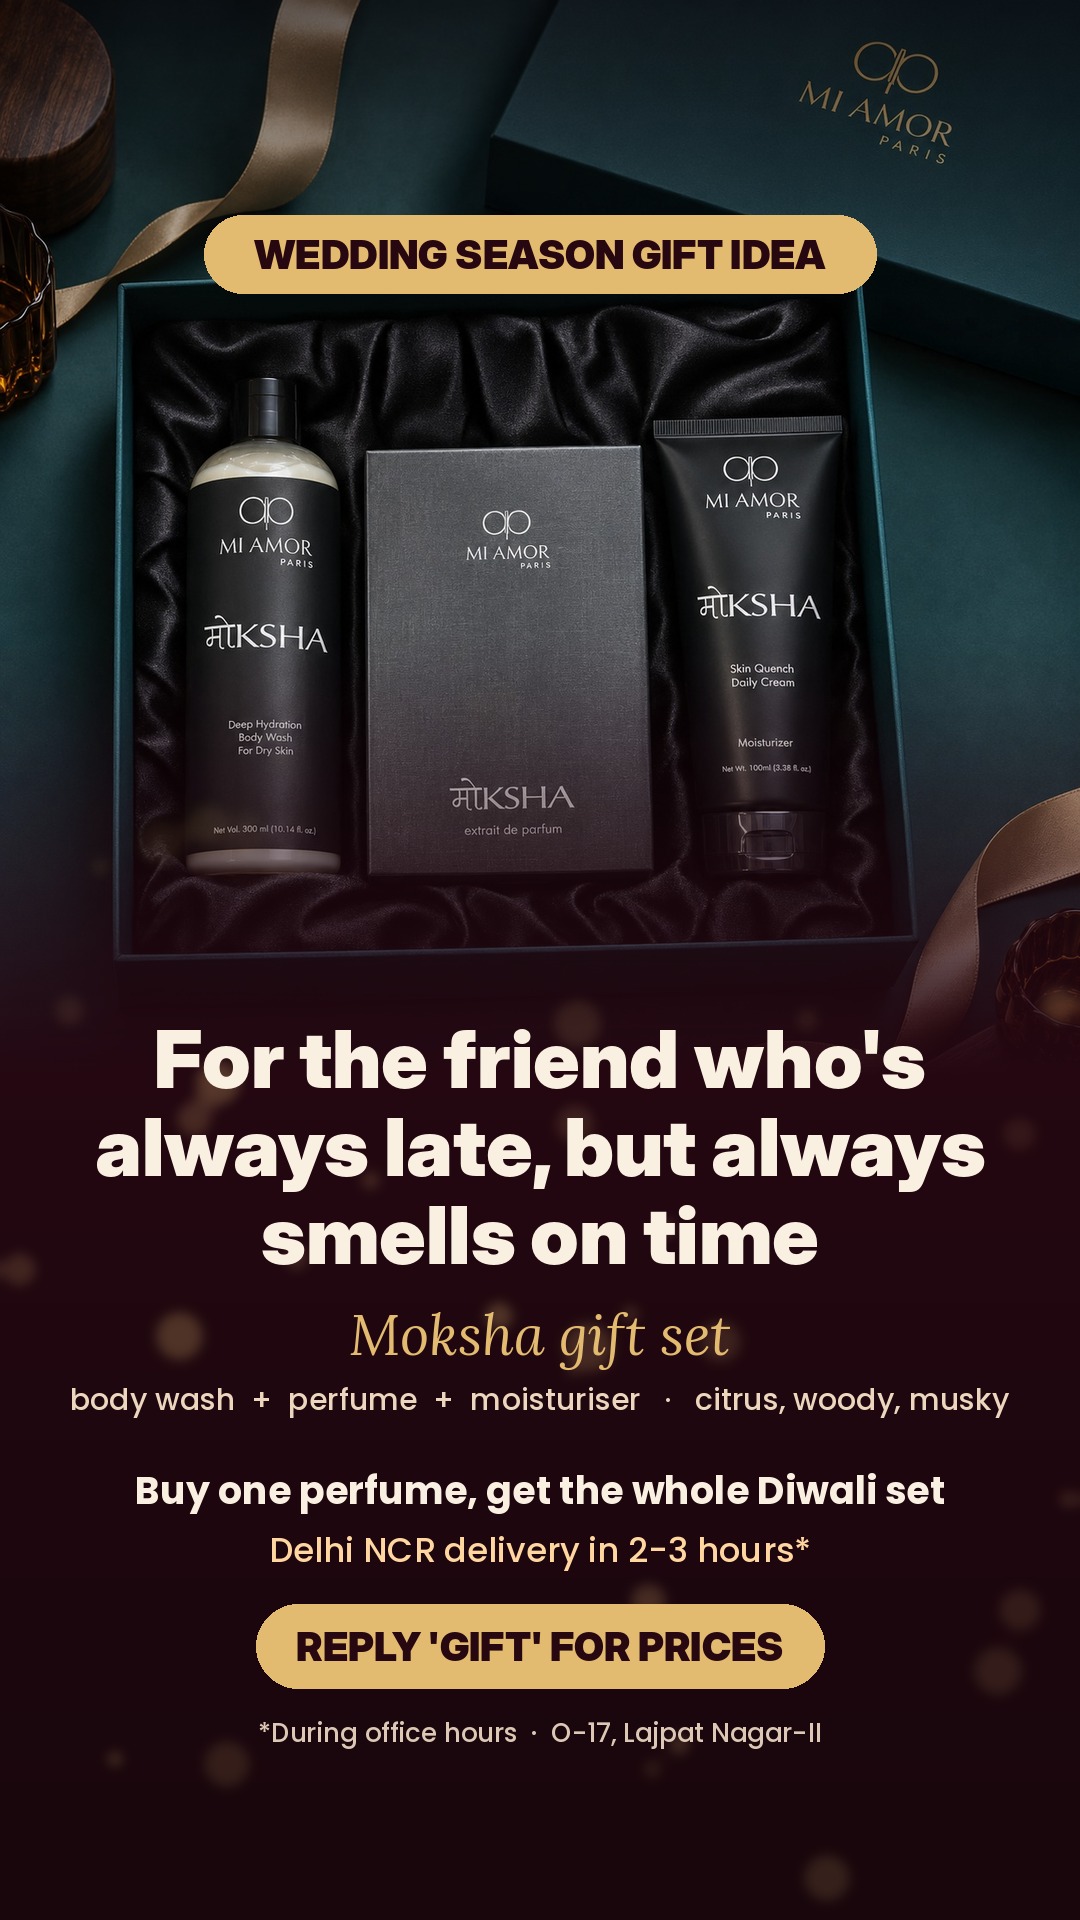 MI AMOR
PARIS
WEDDING SEASON GIFT IDEA
MI AMOR
PARIS
मोKSHA
Deep Hydration
Body Wash
For Dry Skin
Net Vol. 300 ml (10.14 fl. oz.)
MI AMOR
PARIS
मोKSHA
extrait de parfum
MI AMOR
PARIS
मोKSHA
Skin Quench
Daily Cream
Moisturizer
Net Wt. 100ml (3.38 fl. oz.)
For the friend who's
always late, but always
smells on time
Moksha gift set
body wash + perfume + moisturiser · citrus, woody, musky
Buy one perfume, get the whole Diwali set
Delhi NCR delivery in 2-3 hours*
REPLY 'GIFT' FOR PRICES
*During office hours · O-17, Lajpat Nagar-II